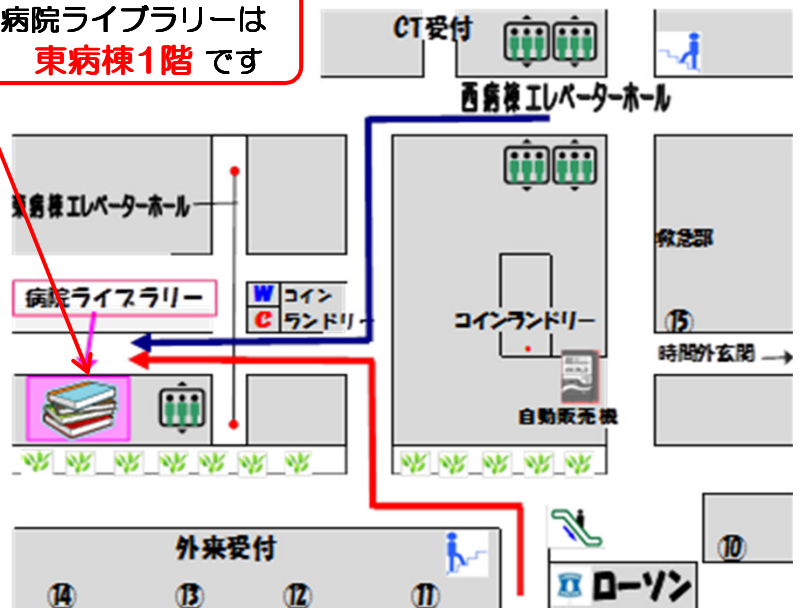 病院ライブラリーは
東病棟1階 です
CT受付
西病棟エレベーターホール
東病棟エレベーターホール
救急部
病院ライブラリー
W コイン
C ランドリー
コインランドリー
⑮
時間外玄関
自動販売機
外来受付
⑩
⑭ ⑬ ⑫ ⑪
ローソン